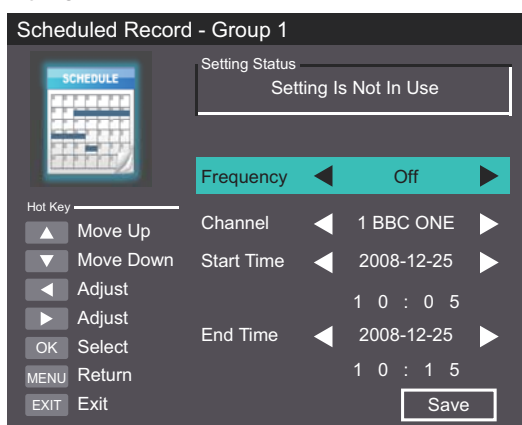 Scheduled Record - Group 1
SCHEDULE
Setting Status
Setting Is Not In Use
Frequency Off
Channel 1 BBC ONE
Start Time 2008-12-25
1 0 : 0 5
End Time 2008-12-25
1 0 : 1 5
Save
Hot Key
Move Up
Move Down
Adjust
Adjust
OK Select
MENU Return
EXIT Exit